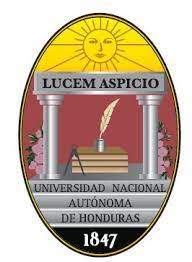 LUCEM ASPICIO
UNIVERSIDAD NACIONAL
AUTÓNOMA
DE HONDURAS
1847